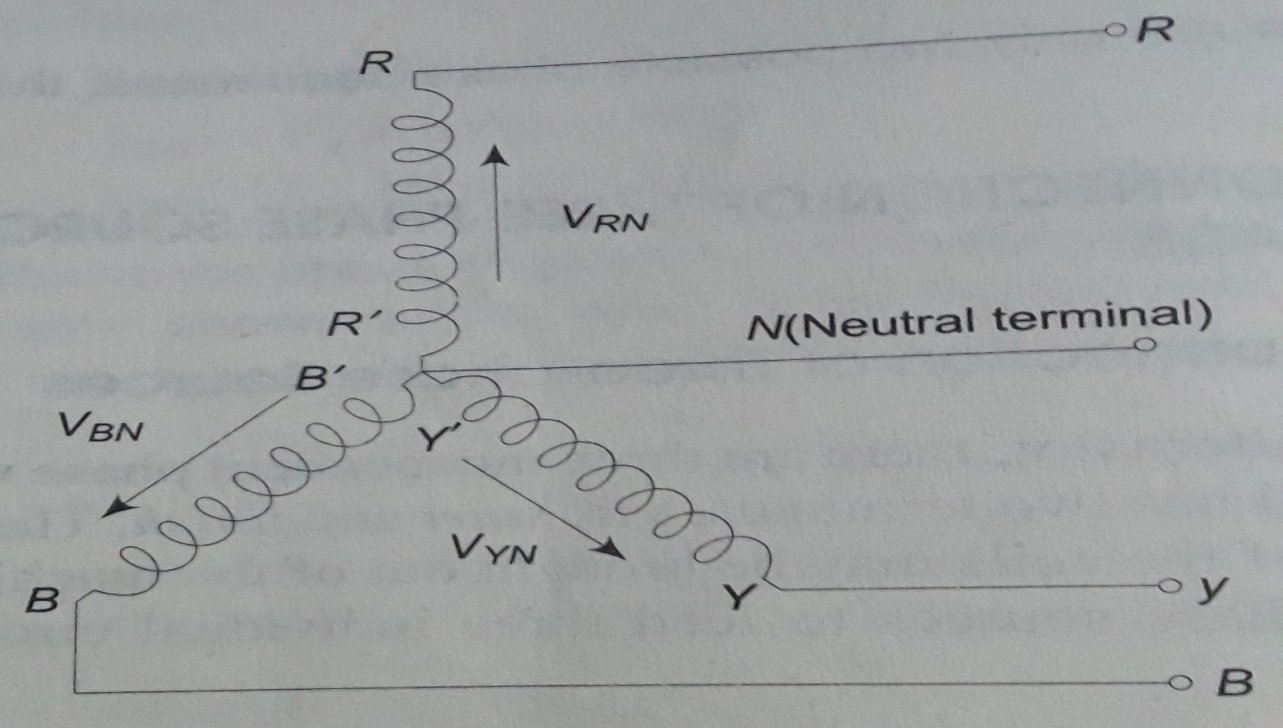 R
R
V_RN
R′
N(Neutral terminal)
B′
V_BN
Y′
V_YN
B
Y
y
B